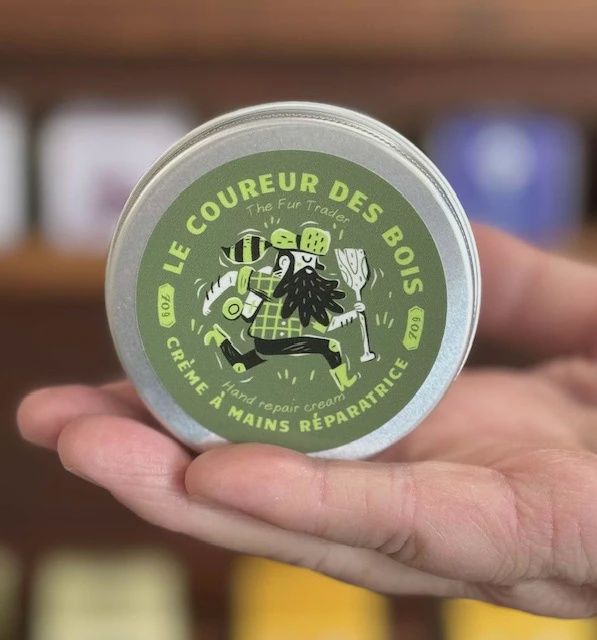 LE COUREUR DES BOIS
The Fur Trader
70g
70g
Hand repair cream
CRÈME À MAINS RÉPARATRICE